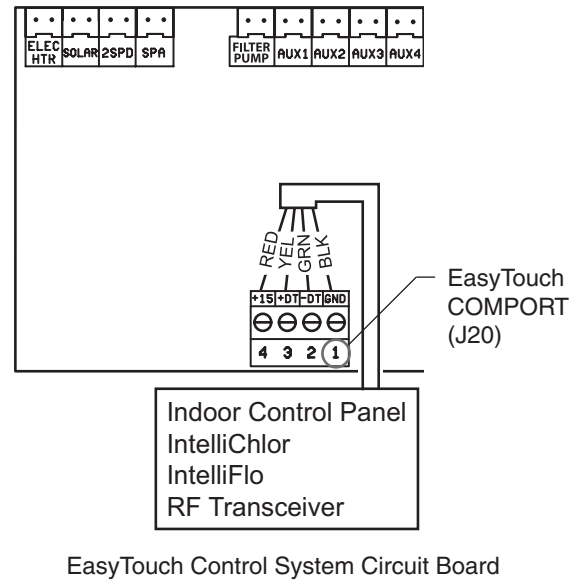 ELEC HTR SOLAR 2SPD SPA FILTER PUMP AUX1 AUX2 AUX3 AUX4
RED YEL GRN BLK
+15 +DT -DT GND
4 3 2 1
EasyTouch
COMPORT
(J20)
Indoor Control Panel
IntelliChlor
IntelliFlo
RF Transceiver
EasyTouch Control System Circuit Board